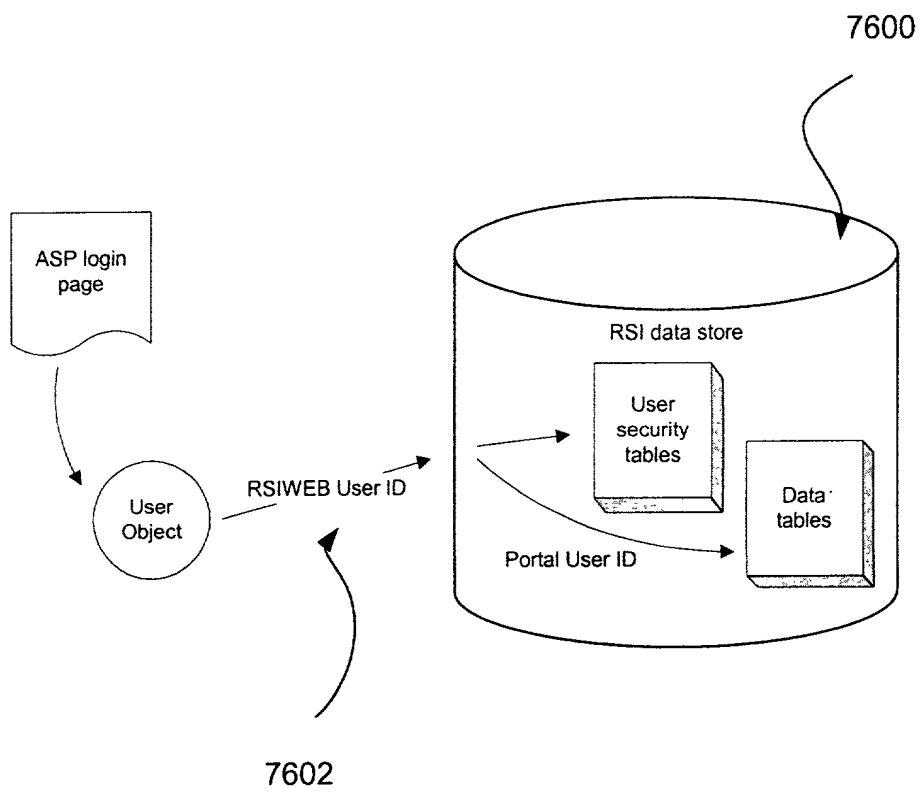 7600
ASP login
page
RSI data store
User
security
tables
RSIWEB User ID
User
Object
Data
tables
Portal User ID
7602